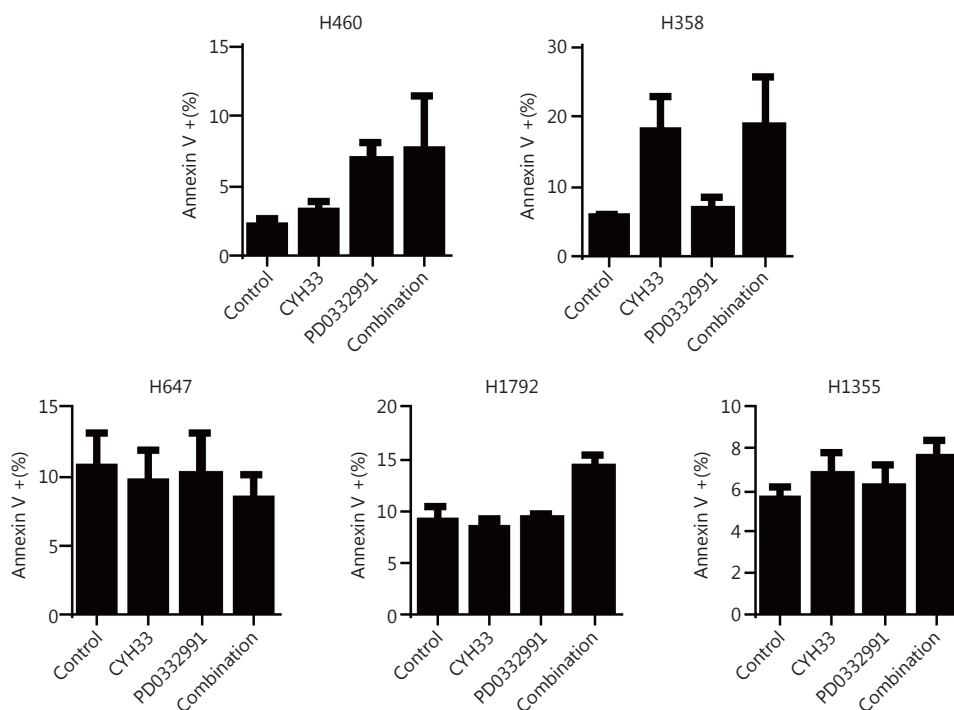 H460
Annexin V +(%)
15
10
5
0
Control
CYH33
PD0332991
Combination
H358
Annexin V +(%)
30
20
10
0
Control
CYH33
PD0332991
Combination
H647
Annexin V +(%)
15
10
5
0
Control
CYH33
PD0332991
Combination
H1792
Annexin V +(%)
20
15
10
5
0
Control
CYH33
PD0332991
Combination
H1355
Annexin V +(%)
10
8
6
4
2
0
Control
CYH33
PD0332991
Combination